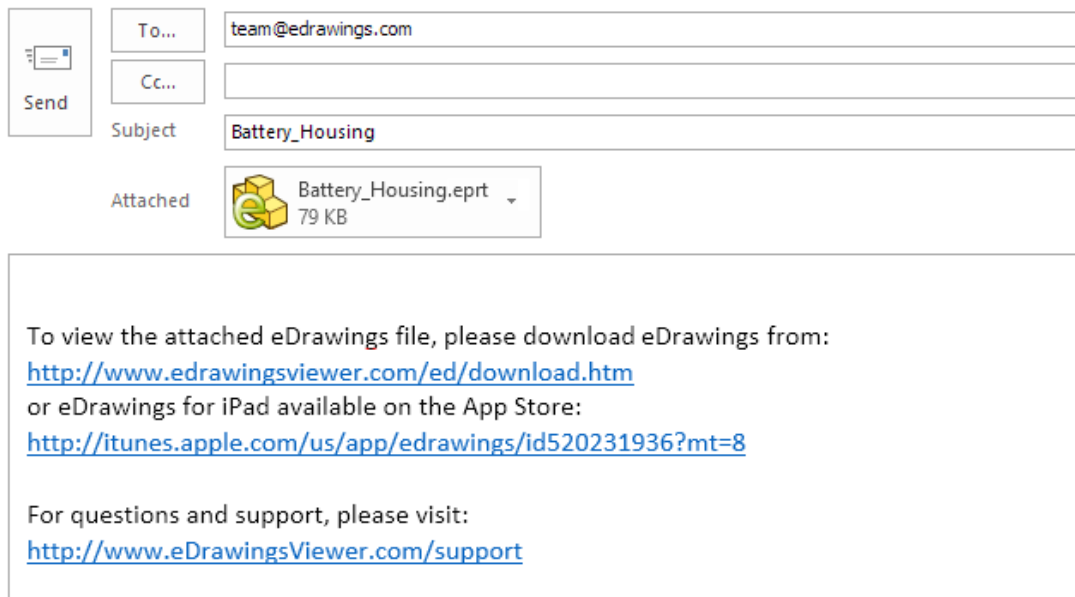 To...
team@edrawings.com
Cc...
Send
Subject
Battery_Housing
Attached
Battery_Housing.eprt
79 KB
To view the attached eDrawings file, please download eDrawings from:
http://www.edrawingsviewer.com/ed/download.htm
or eDrawings for iPad available on the App Store:
http://itunes.apple.com/us/app/edrawings/id520231936?mt=8
For questions and support, please visit:
http://www.eDrawingsViewer.com/support